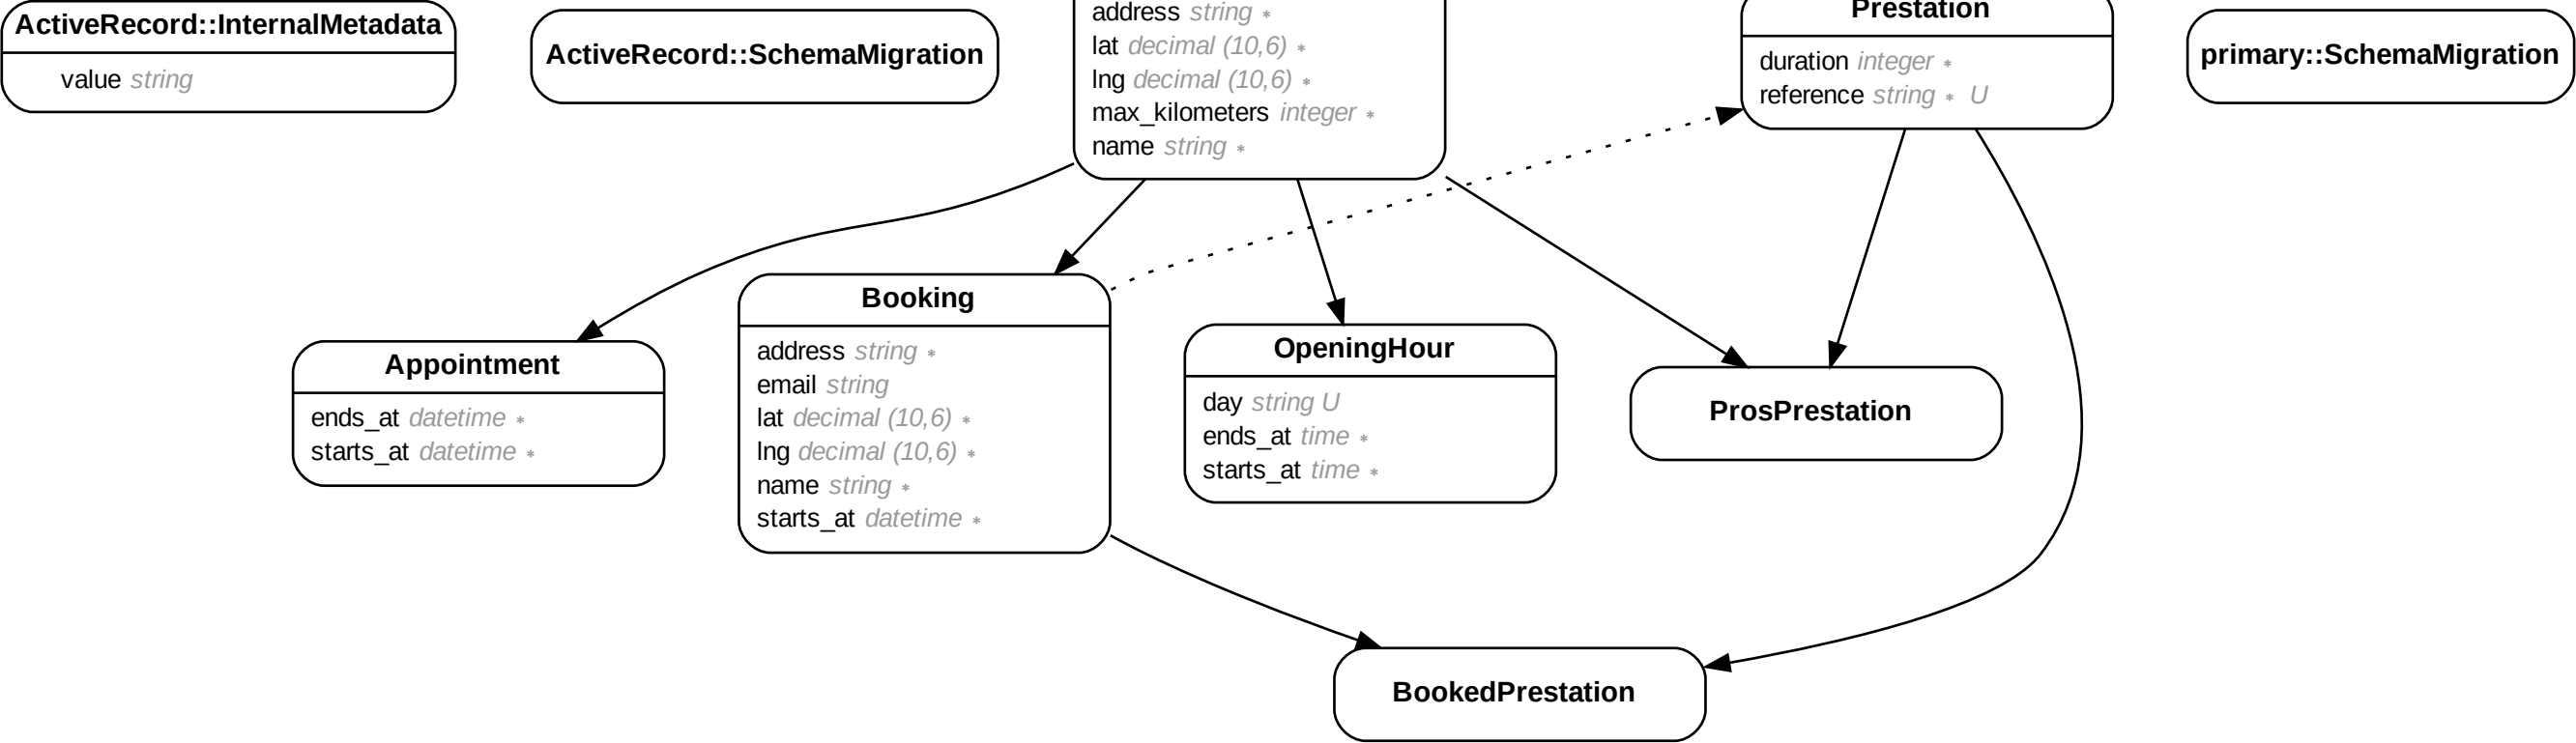 ActiveRecord::InternalMetadata
value string
ActiveRecord::SchemaMigration
address string *
lat decimal (10,6) *
lng decimal (10,6) *
max_kilometers integer *
name string *
Prestation
duration integer *
reference string * U
primary::SchemaMigration
Appointment
ends_at datetime *
starts_at datetime *
Booking
address string *
email string
lat decimal (10,6) *
lng decimal (10,6) *
name string *
starts_at datetime *
OpeningHour
day string U
ends_at time *
starts_at time *
ProsPrestation
BookedPrestation